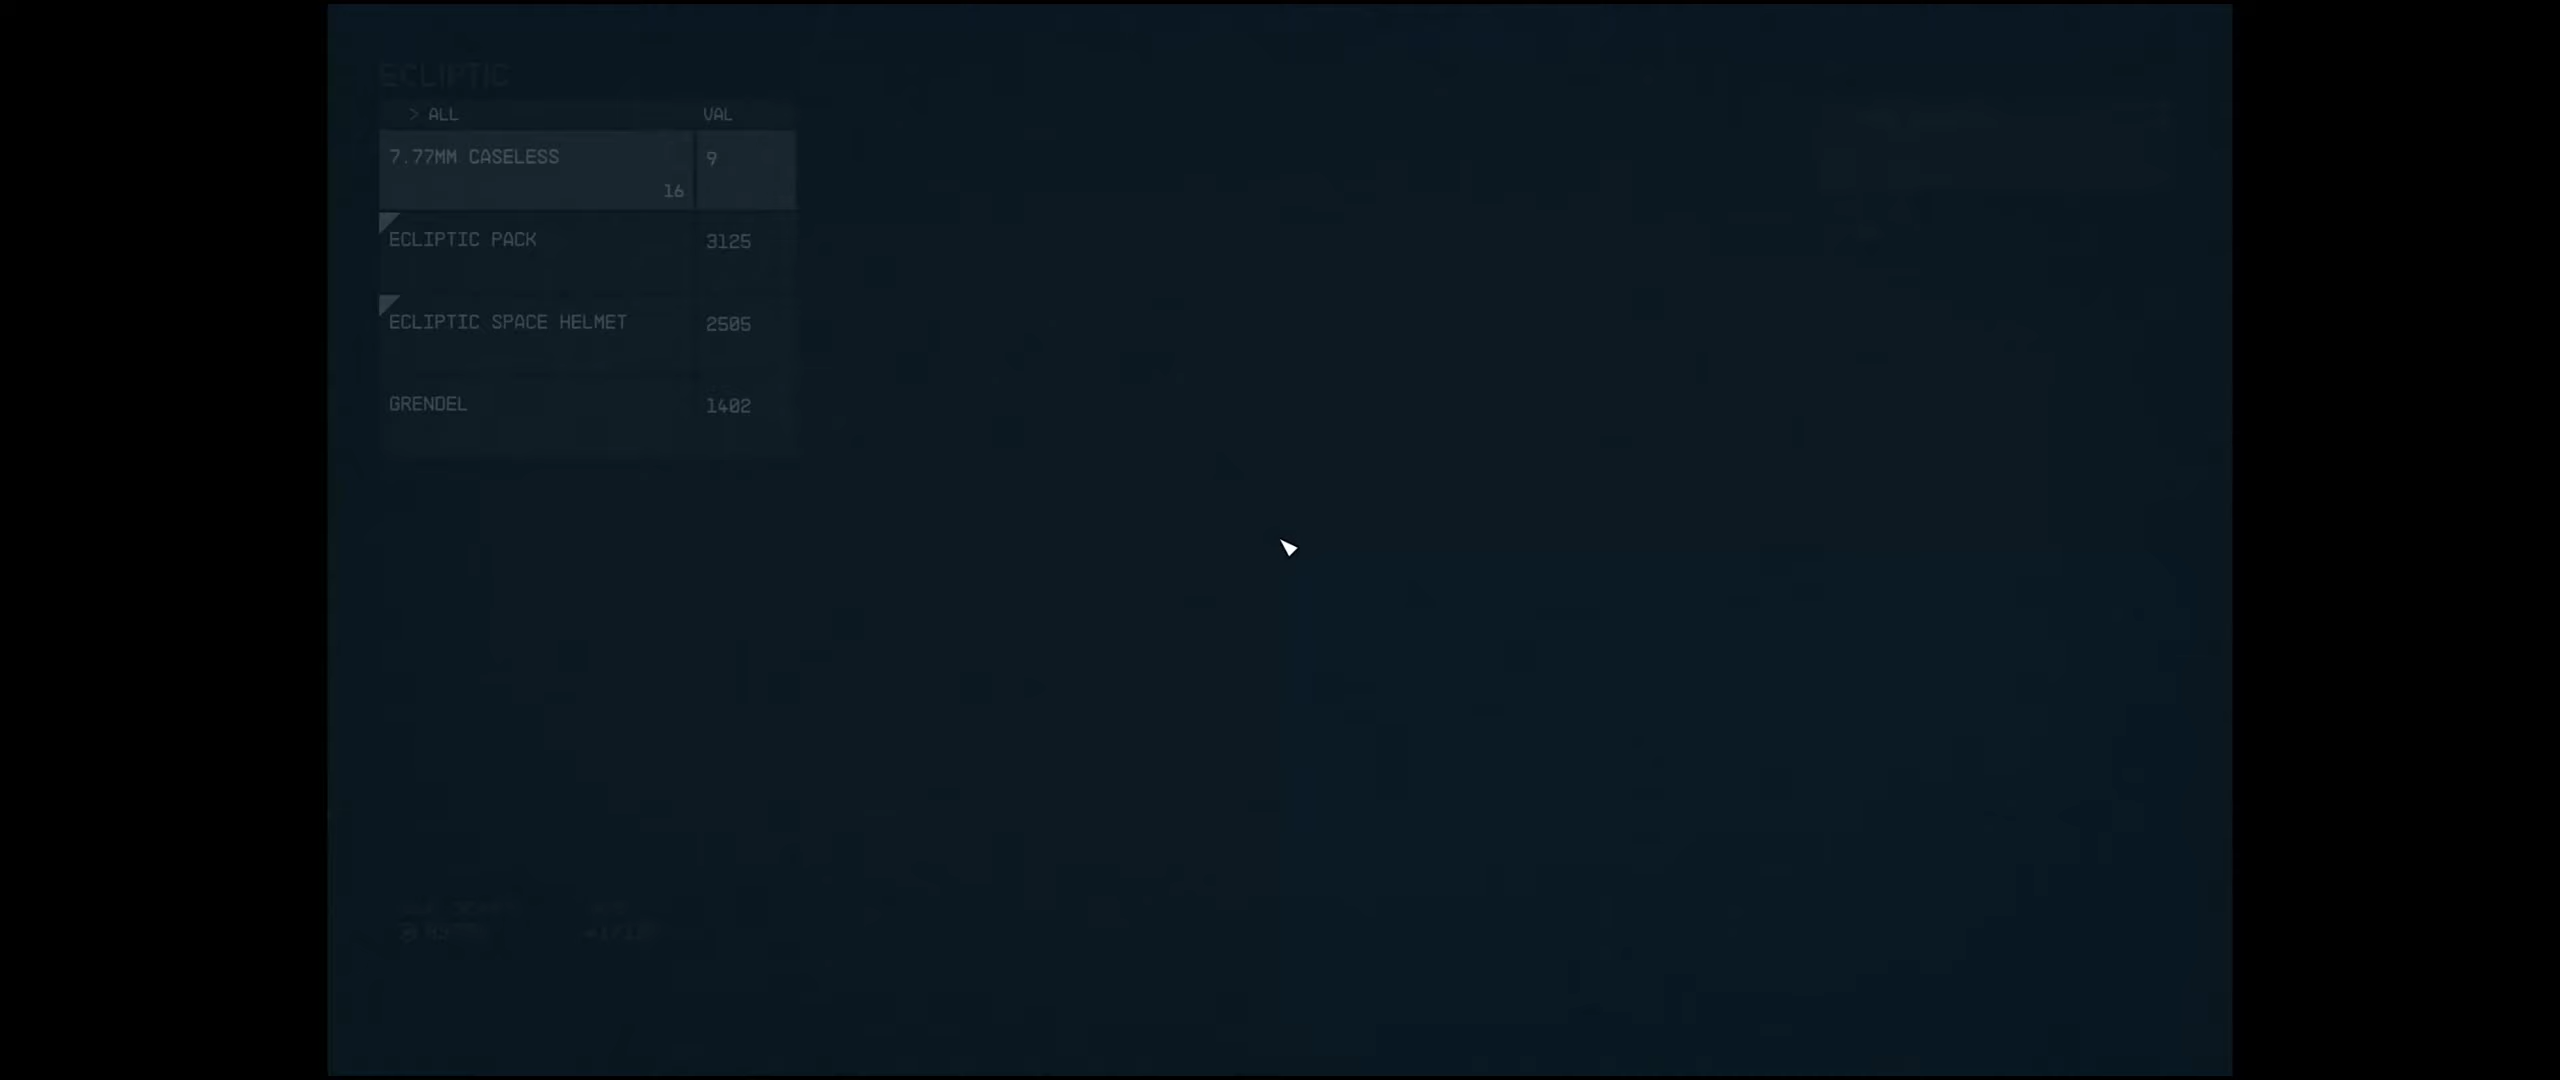 ECLIPTIC
> ALL VAL
7.77MM CASELESS 9
16
ECLIPTIC PACK 3125
ECLIPTIC SPACE HELMET 2505
GRENDEL 1402